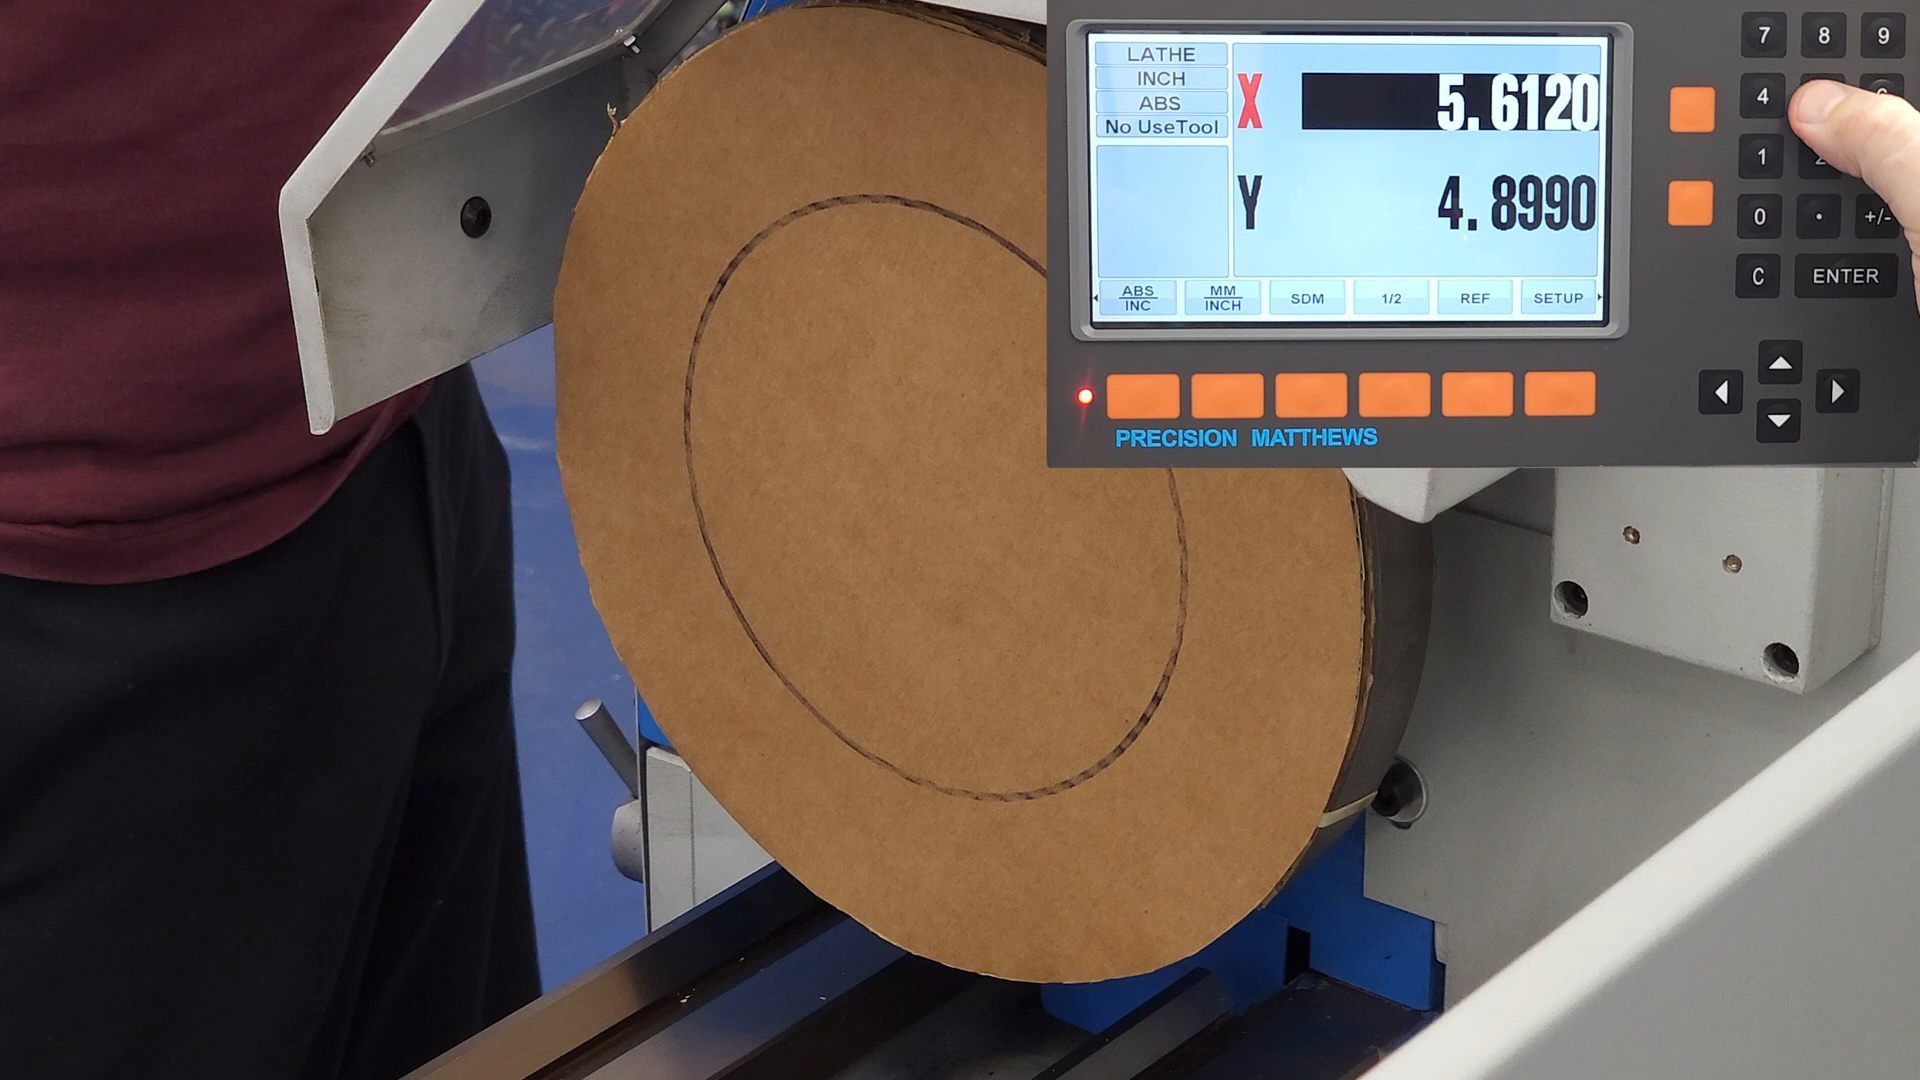 LATHE
INCH
ABS
No UseTool
X 5.6120
Y 4.8990
ABS
INC
MM
INCH
SDM
1/2
REF
SETUP
PRECISION MATTHEWS
7 8 9
4
1
0 . +/-
C ENTER